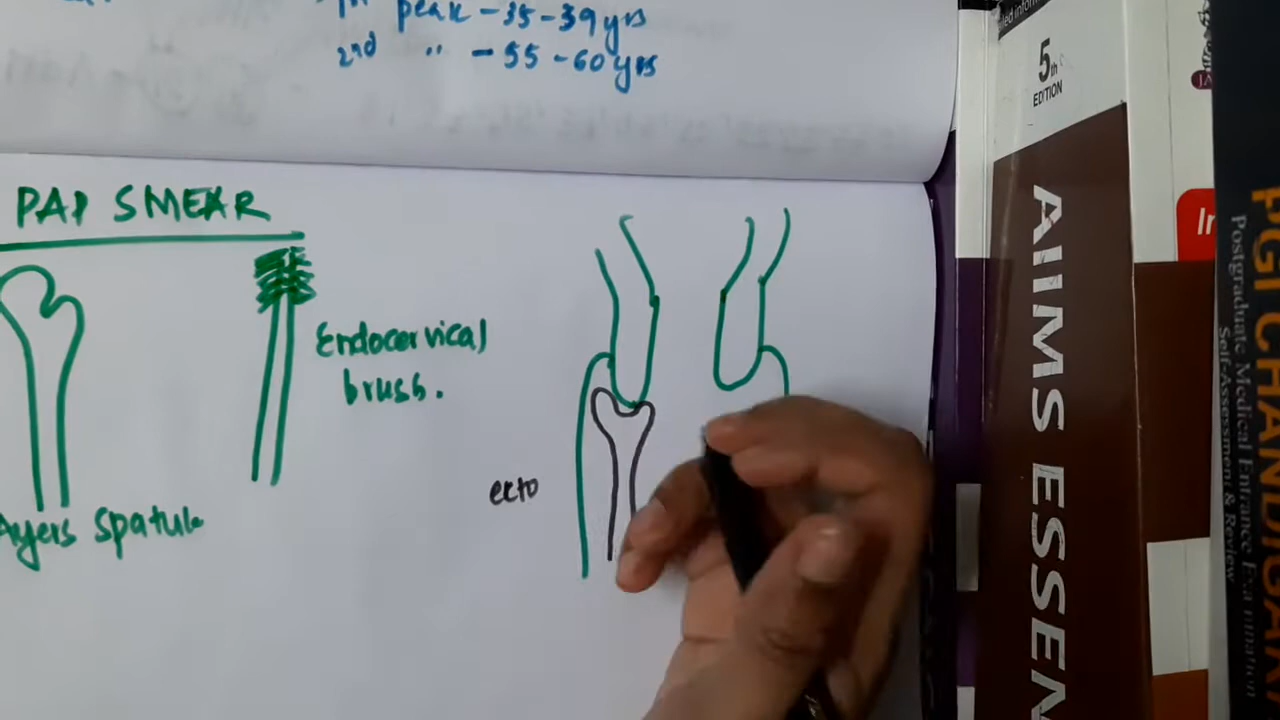 peak - 35 - 39 yrs
2nd " - 55 - 60 yrs
PAP SMEAR
Endocervical
brush.
ecto
Ayers Spatula
5th
EDITION
AIIMS ESSEN
PGI CHANDIGARH
Postgraduate Medical Entrance Examination
Self-Assessment & Review